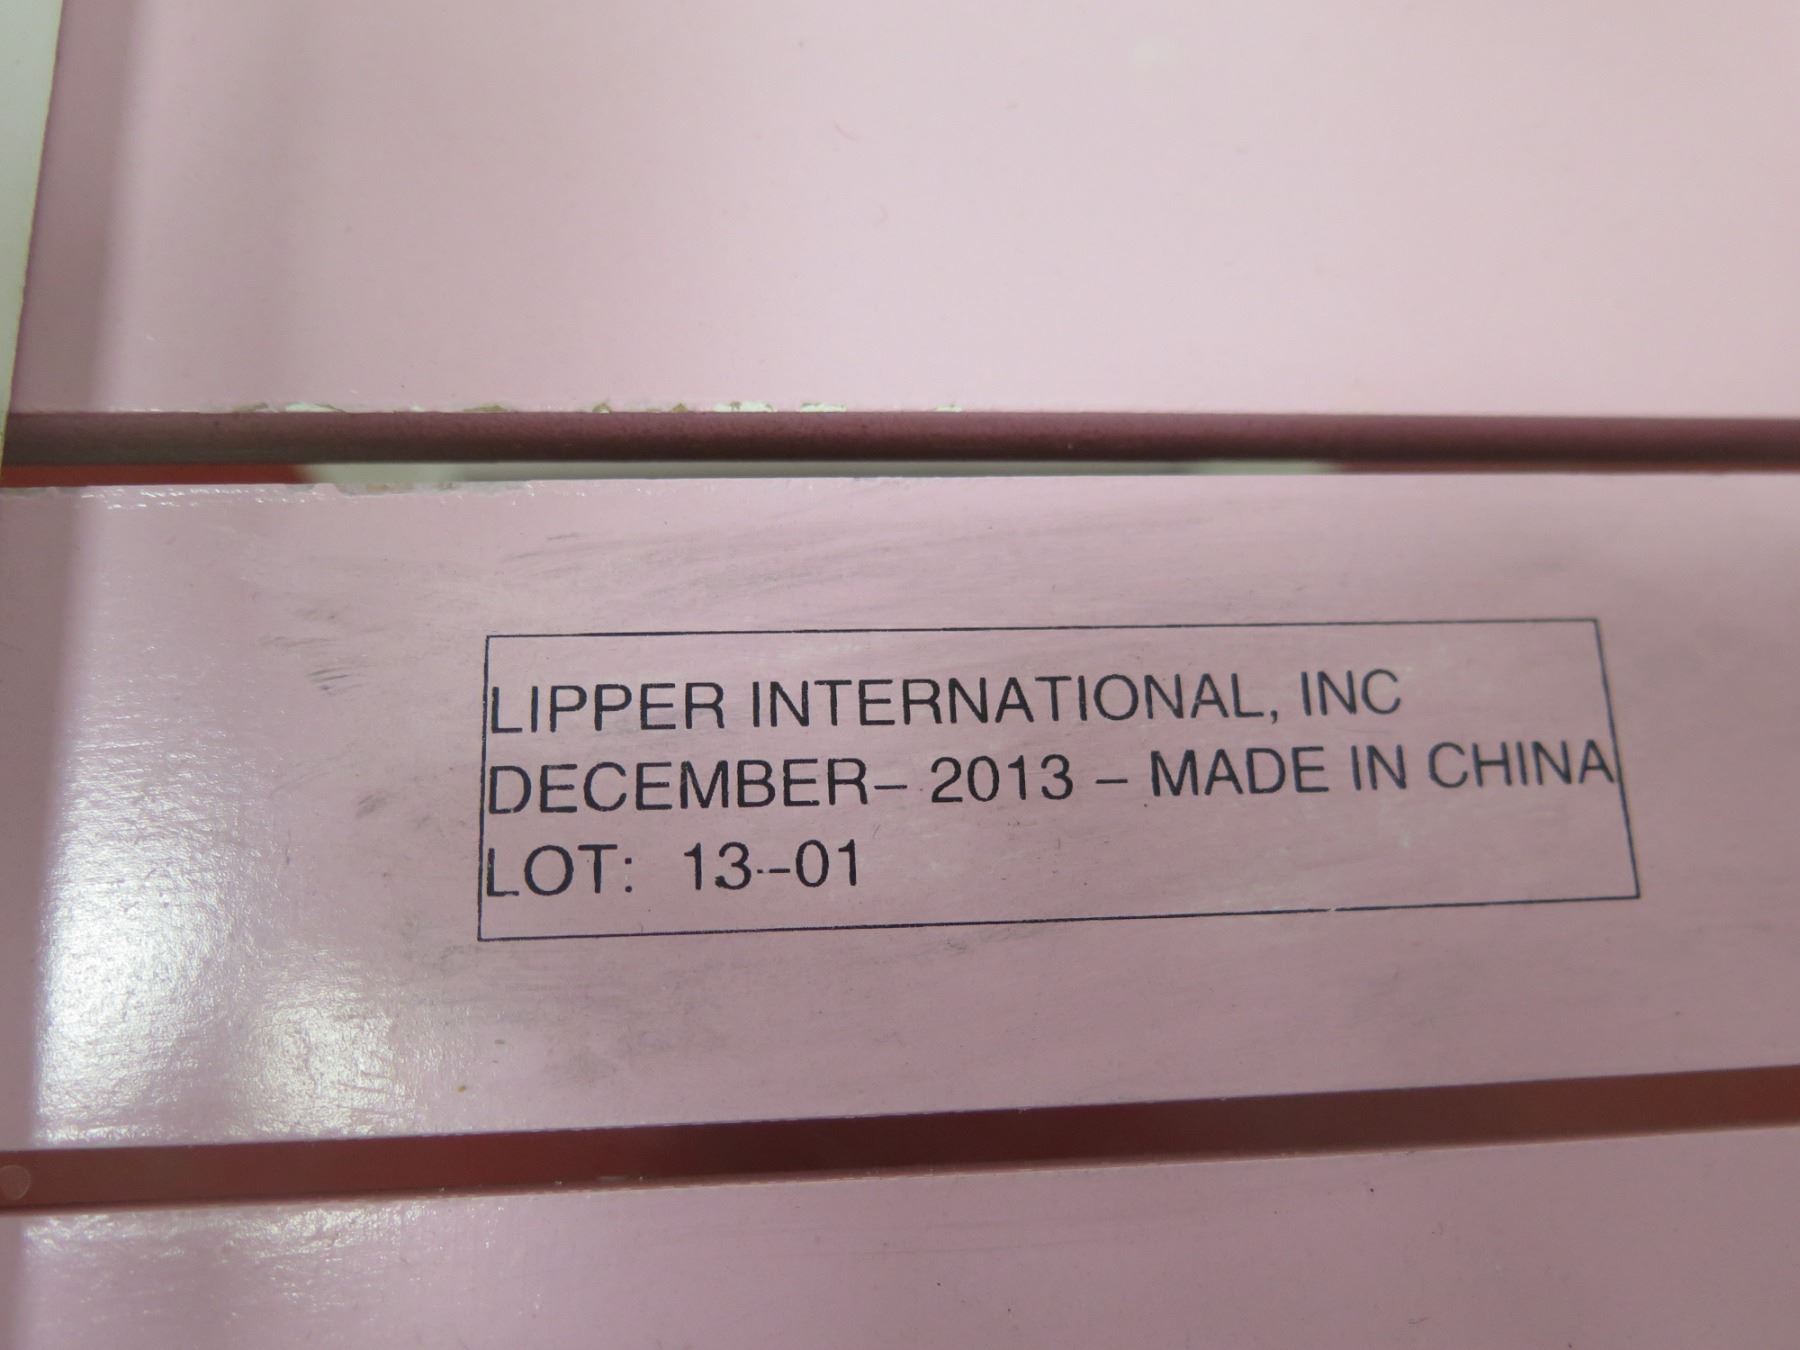 LIPPER INTERNATIONAL, INC
DECEMBER– 2013 – MADE IN CHINA
LOT: 13--01